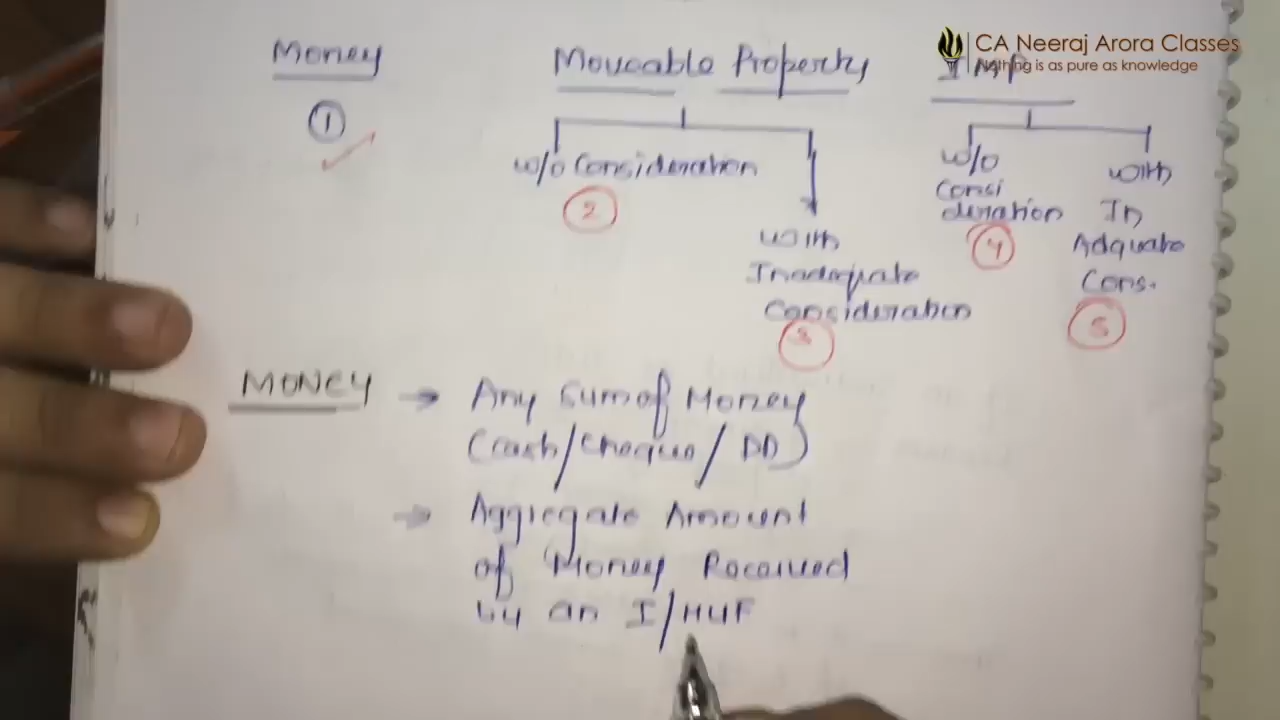 CA Neeraj Arora Classes
Nothing is as pure as knowledge
Money
1
Moveable Property
w/o Consideration
2
with
Inadequate
Consideration
3
IMP
w/o
Consi
deration
4
with
In
Adquate
Cons.
5
MONEY → Any Sum of Money
(cash/cheque/DD)
→ Aggregate Amount
of Money Received
by an I/HUF